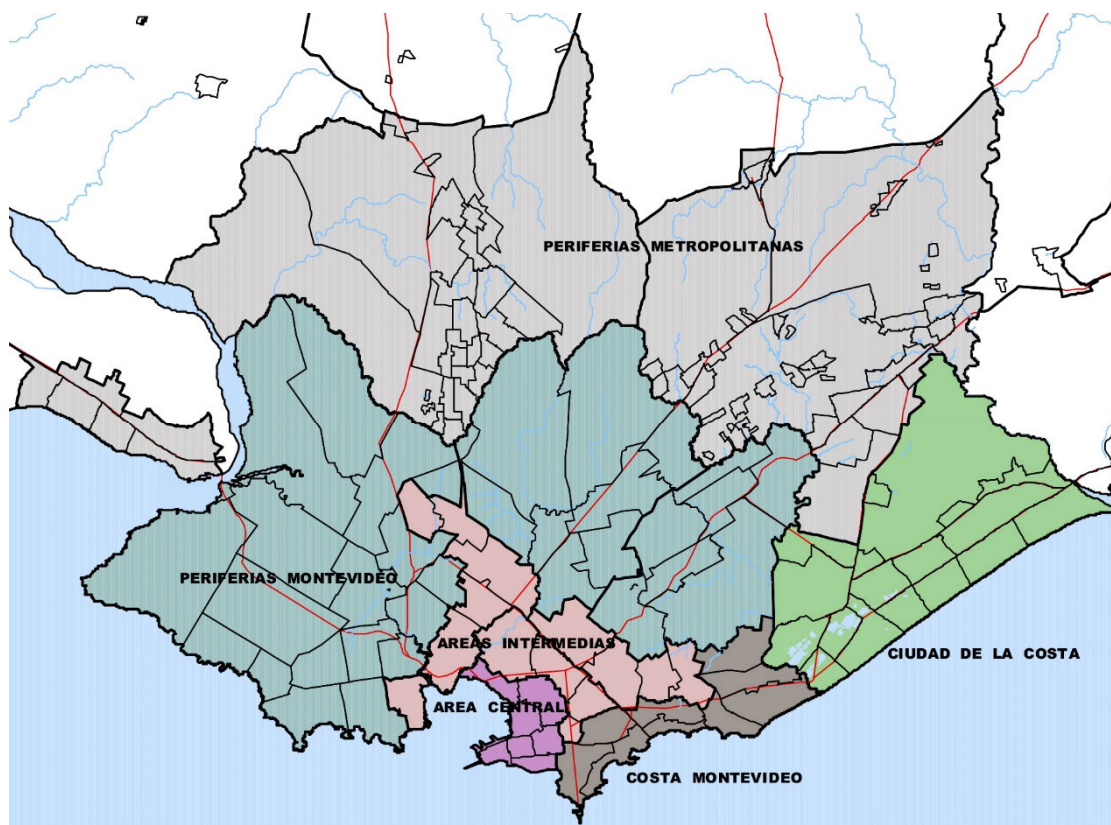 PERIFERIAS METROPOLITANAS
PERIFERIAS MONTEVIDEO
AREAS INTERMEDIAS
CIUDAD DE LA COSTA
AREA CENTRAL
COSTA MONTEVIDEO